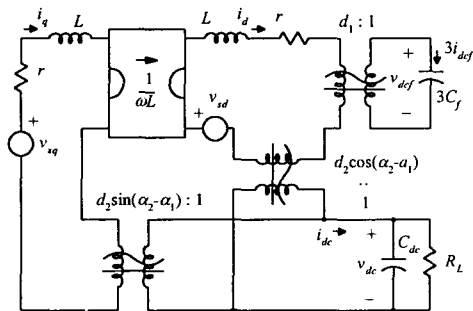 i_q L
L i_d r
d_1 : 1
r
1
ωL
+
v_sd
+
v_sq
v_dcf
+
3i_dcf
3C_f
−
d_2cos(α_2-a_1)
..
1
d_2sin(α_2-α_1) : 1
i_dc
+
v_dc
−
C_dc
R_L